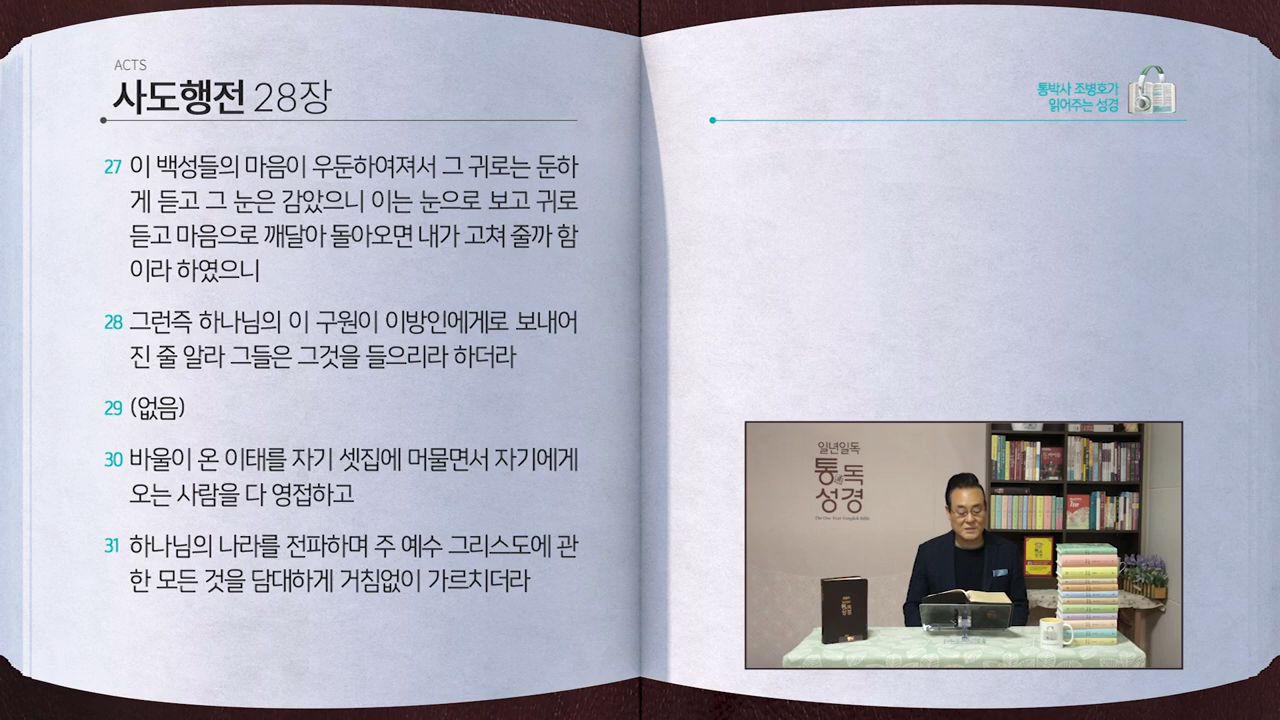 ACTS
사도행전 28장
27 이 백성들의 마음이 우둔하여져서 그 귀로는 둔하
게 듣고 그 눈은 감았으니 이는 눈으로 보고 귀로
듣고 마음으로 깨달아 돌아오면 내가 고쳐 줄까 함
이라 하였으니
28 그런즉 하나님의 이 구원이 이방인에게로 보내어
진 줄 알라 그들은 그것을 들으리라 하더라
29 (없음)
30 바울이 온 이태를 자기 셋집에 머물면서 자기에게
오는 사람을 다 영접하고
31 하나님의 나라를 전파하며 주 예수 그리스도에 관
한 모든 것을 담대하게 거침없이 가르치더라
통박사 조병호가
읽어주는 성경
일년일독
통독
성경
The One Year Tongdok Bible